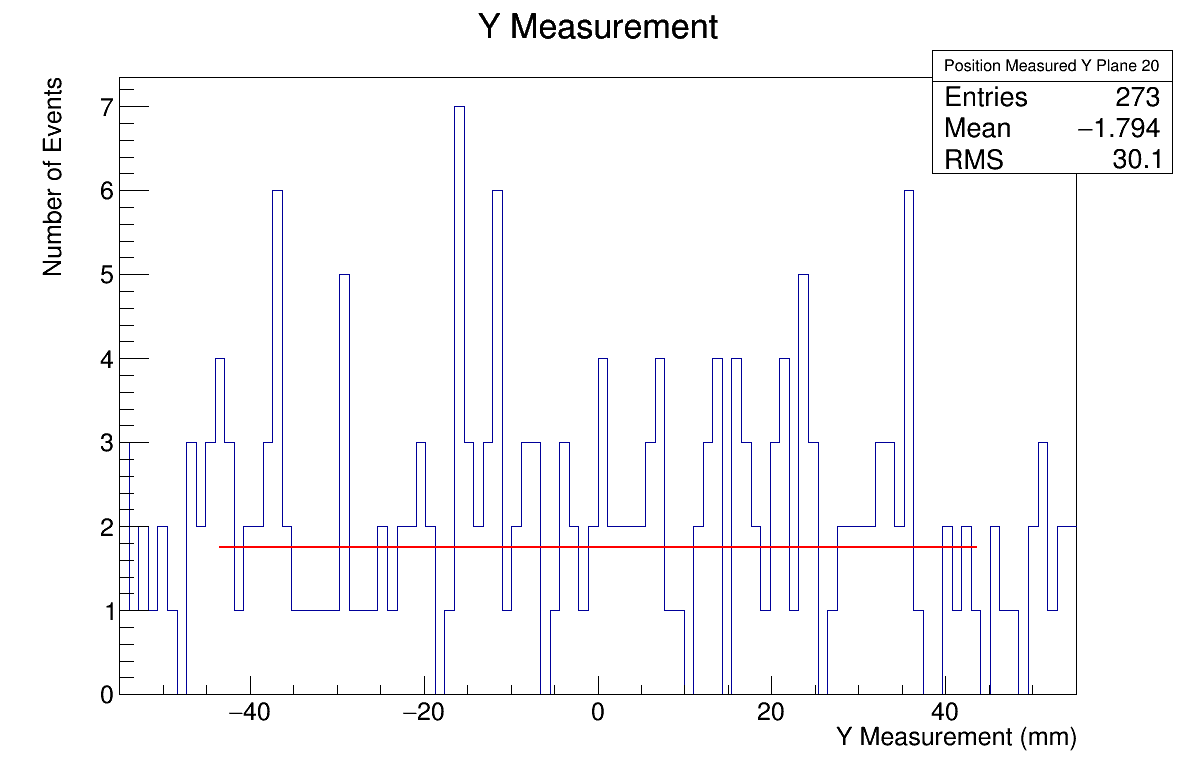 Y Measurement
Number of Events
Position Measured Y Plane 20
Entries 273
Mean −1.794
RMS 30.1
7
6
5
4
3
2
1
0
−40 −20 0 20 40
Y Measurement (mm)